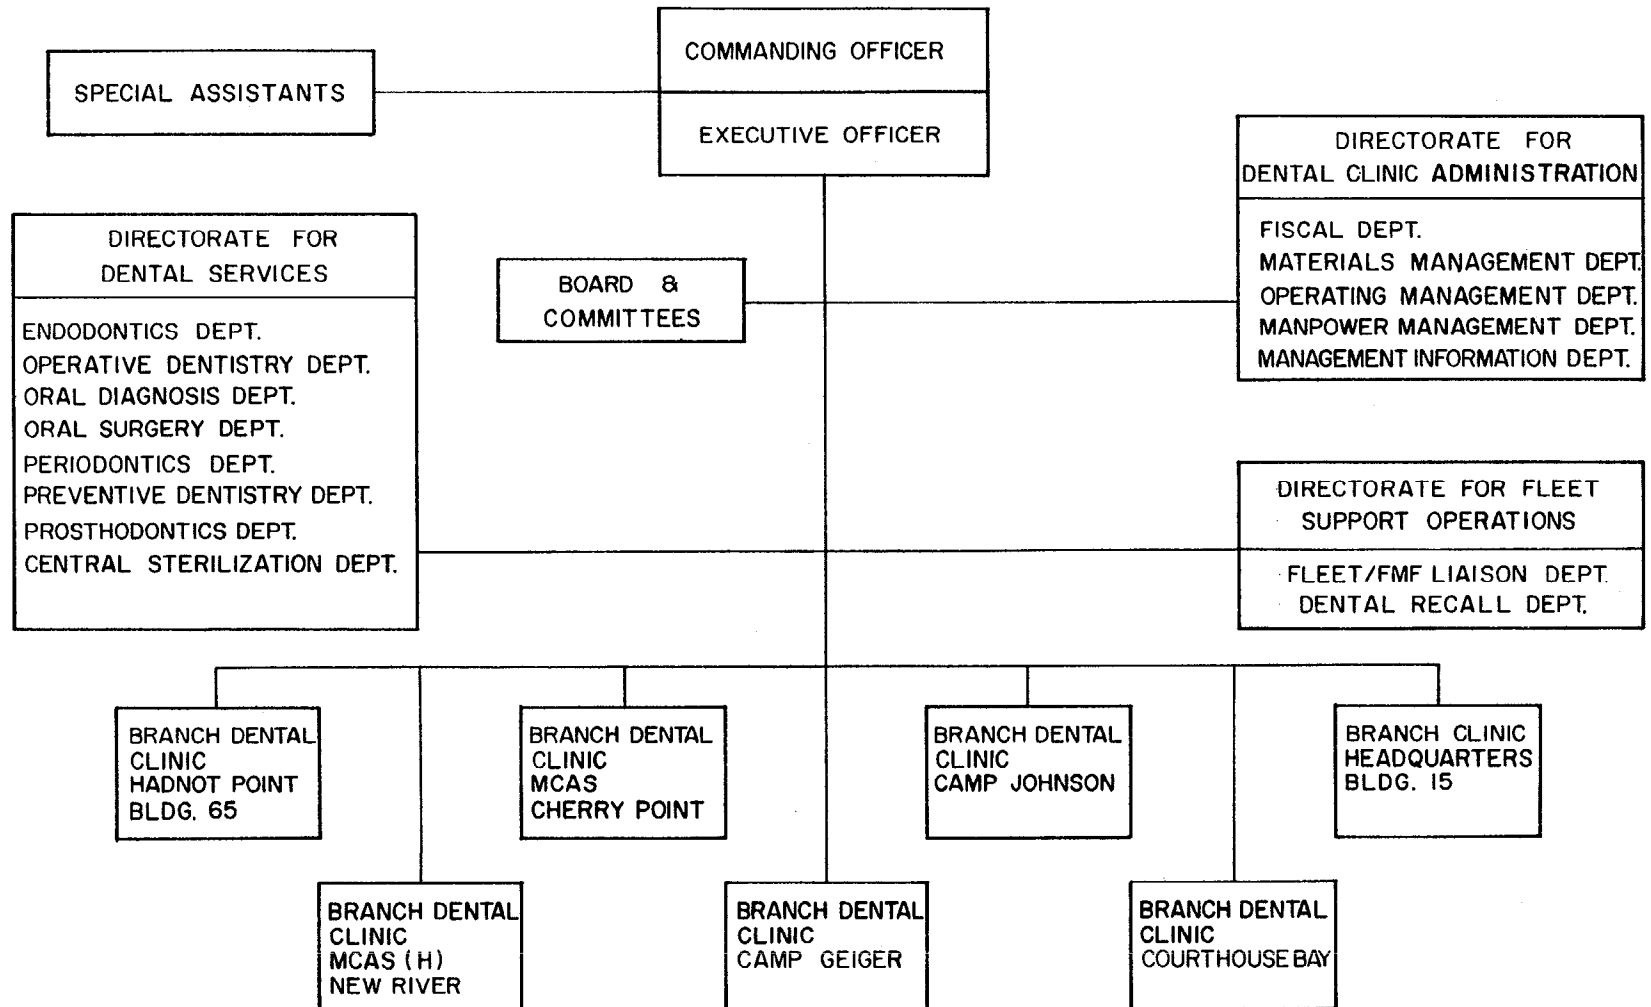 COMMANDING OFFICER
SPECIAL ASSISTANTS
EXECUTIVE OFFICER
DIRECTORATE FOR
DENTAL CLINIC ADMINISTRATION
FISCAL DEPT.
MATERIALS MANAGEMENT DEPT.
OPERATING MANAGEMENT DEPT.
MANPOWER MANAGEMENT DEPT.
MANAGEMENT INFORMATION DEPT.
DIRECTORATE FOR
DENTAL SERVICES
ENDODONTICS DEPT.
OPERATIVE DENTISTRY DEPT.
ORAL DIAGNOSIS DEPT.
ORAL SURGERY DEPT.
PERIODONTICS DEPT.
PREVENTIVE DENTISTRY DEPT.
PROSTHODONTICS DEPT.
CENTRAL STERILIZATION DEPT.
BOARD &
COMMITTEES
DIRECTORATE FOR FLEET
SUPPORT OPERATIONS
FLEET/FMF LIAISON DEPT.
DENTAL RECALL DEPT.
BRANCH DENTAL
CLINIC
HADNOT POINT
BLDG. 65
BRANCH DENTAL
CLINIC
MCAS
CHERRY POINT
BRANCH DENTAL
CLINIC
CAMP JOHNSON
BRANCH CLINIC
HEADQUARTERS
BLDG. 15
BRANCH DENTAL
CLINIC
MCAS (H)
NEW RIVER
BRANCH DENTAL
CLINIC
CAMP GEIGER
BRANCH DENTAL
CLINIC
COURTHOUSE BAY